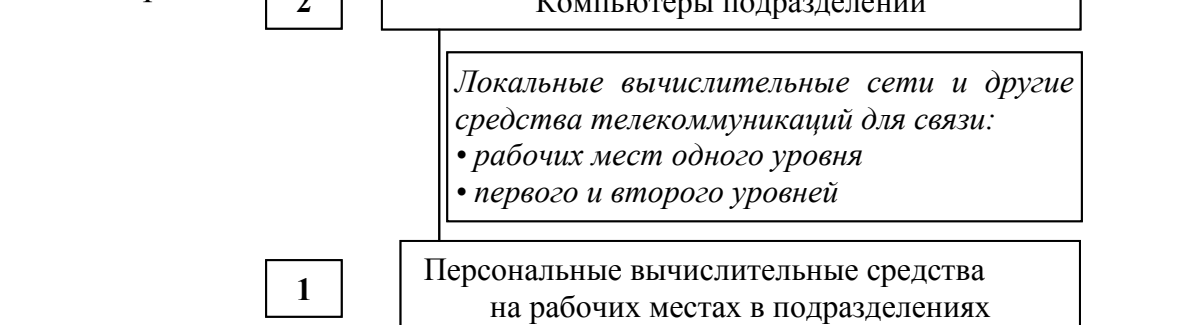 2 Компьютеры подразделений
Локальные вычислительные сети и другие
средства телекоммуникаций для связи:
• рабочих мест одного уровня
• первого и второго уровней
1
Персональные вычислительные средства
на рабочих местах в подразделениях